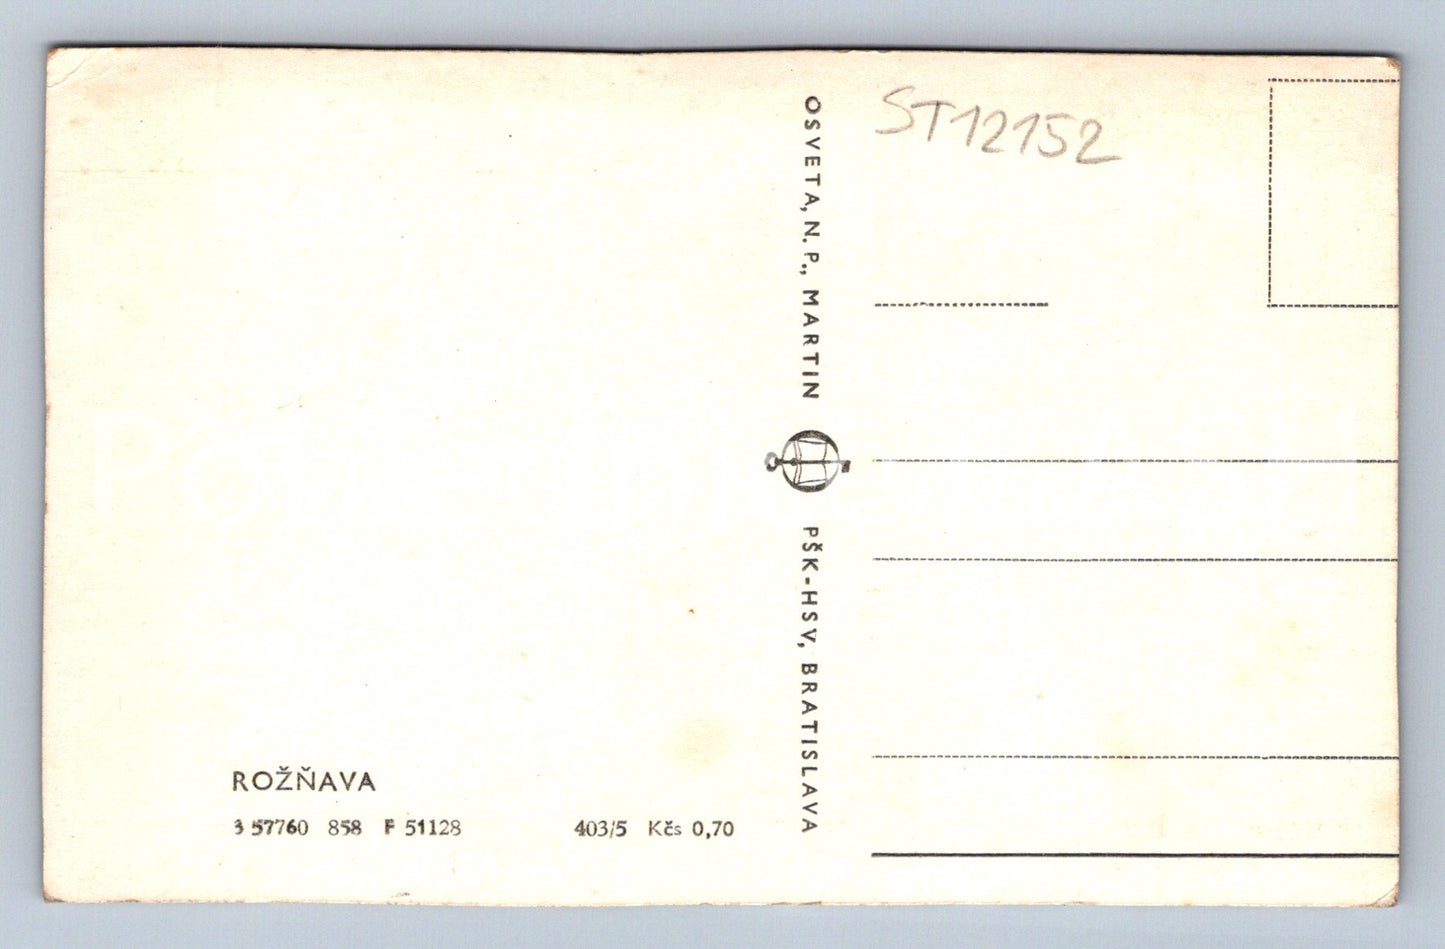 OSVETA, N. P., MARTIN
PŠK-HSV, BRATISLAVA
ST12152
ROŽŇAVA
3 57760 858 F 51128 403/5 Kčs 0,70